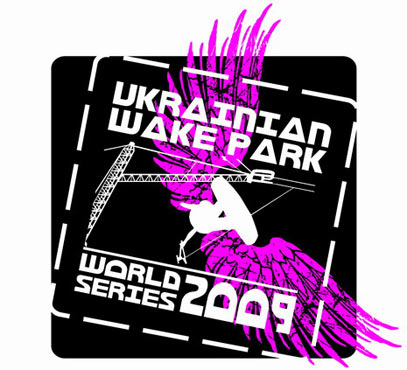 UKRAINIAN
WAKE PARK
WORLD
SERIES 2009